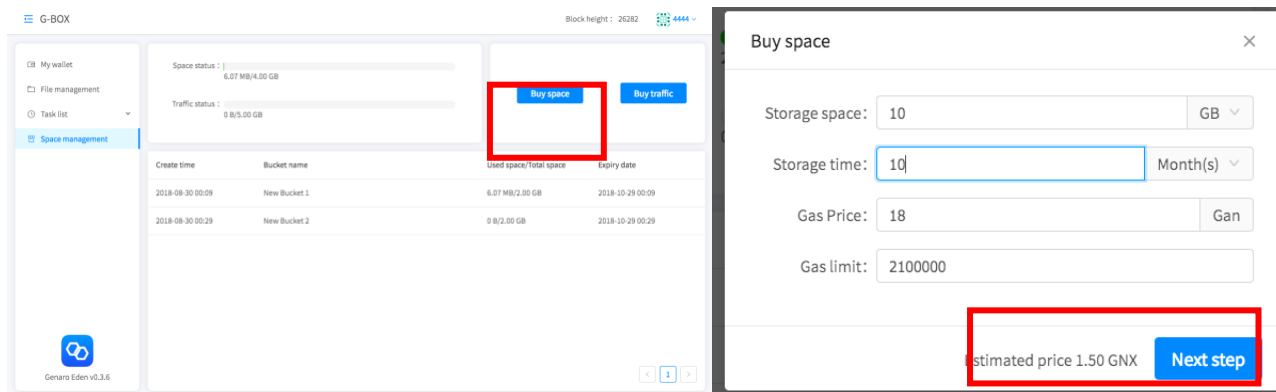 G-BOX
Block height : 26282
4444
My wallet
File management
Task list
Space management
Space status :
6.07 MB/4.00 GB
Traffic status :
0 B/5.00 GB
Buy space
Buy traffic
Create time Bucket name Used space/Total space Expiry date
2018-08-30 00:09 New Bucket 1 6.07 MB/2.00 GB 2018-10-29 00:09
2018-08-30 00:29 New Bucket 2 0 B/2.00 GB 2018-10-29 00:29
Genaro Eden v0.3.6
< 1 >
Buy space
Storage space: 10 GB
Storage time: 10 Month(s)
Gas Price: 18 Gan
Gas limit: 2100000
Estimated price 1.50 GNX
Next step